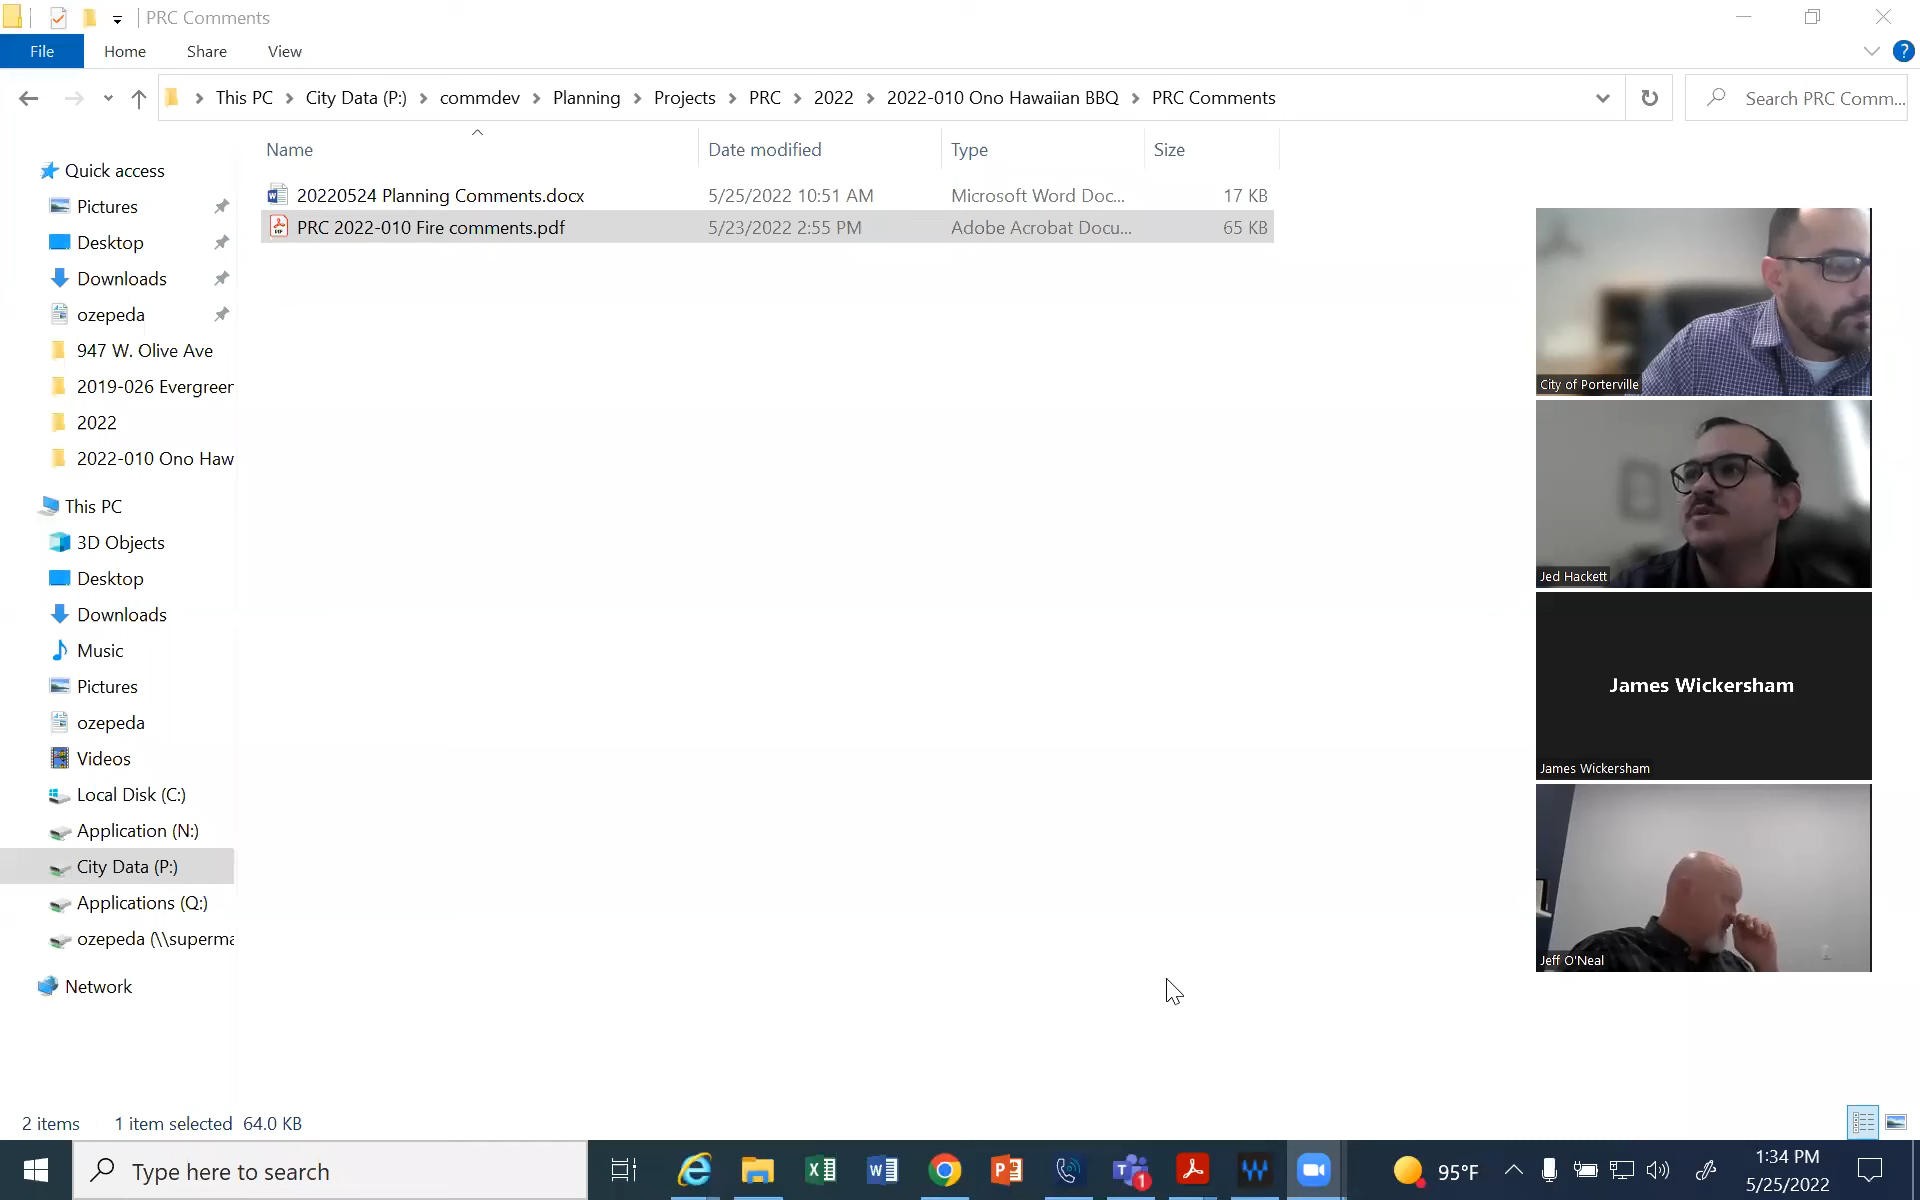 PRC Comments
File Home Share View
This PC City Data (P:) commdev Planning Projects PRC 2022 2022-010 Ono Hawaiian BBQ PRC Comments
Search PRC Comm...
Name Date modified Type Size
20220524 Planning Comments.docx 5/25/2022 10:51 AM Microsoft Word Doc... 17 KB
PRC 2022-010 Fire comments.pdf 5/23/2022 2:55 PM Adobe Acrobat Docu... 65 KB
Quick access
Pictures
Desktop
Downloads
ozepeda
947 W. Olive Ave
2019-026 Evergreen
2022
2022-010 Ono Haw
This PC
3D Objects
Desktop
Downloads
Music
Pictures
ozepeda
Videos
Local Disk (C:)
Application (N:)
City Data (P:)
Applications (Q:)
ozepeda (\\superma
Network
City of Porterville
Jed Hackett
James Wickersham
James Wickersham
Jeff O'Neal
2 items 1 item selected 64.0 KB
Type here to search
1
95°F
1:34 PM
5/25/2022